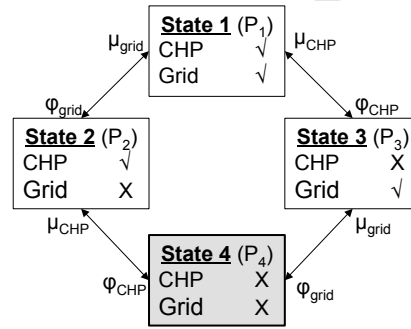 State 1 (P₁)
CHP √
Grid √
μgrid
μCHP
φgrid
φCHP
State 2 (P₂)
CHP √
Grid X
State 3 (P₃)
CHP X
Grid √
μCHP
μgrid
State 4 (P₄)
CHP X
Grid X
φCHP
φgrid